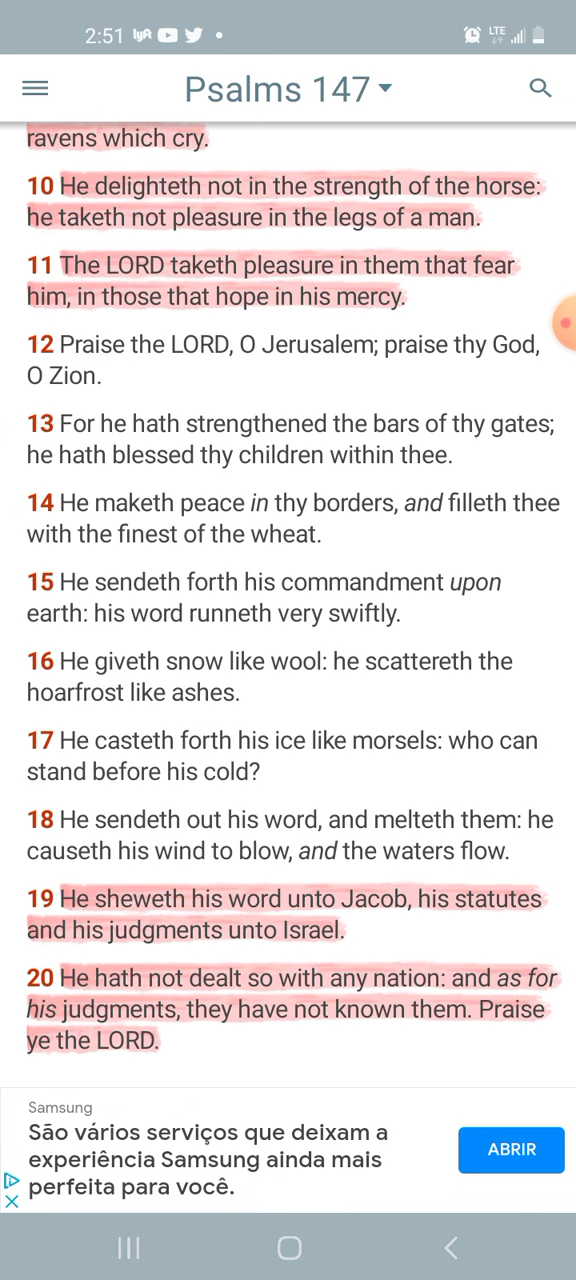 2:51 lyft
LTE
Psalms 147
ravens which cry.
10 He delighteth not in the strength of the horse:
he taketh not pleasure in the legs of a man.
11 The LORD taketh pleasure in them that fear
him, in those that hope in his mercy.
12 Praise the LORD, O Jerusalem; praise thy God,
O Zion.
13 For he hath strengthened the bars of thy gates;
he hath blessed thy children within thee.
14 He maketh peace in thy borders, and filleth thee
with the finest of the wheat.
15 He sendeth forth his commandment upon
earth: his word runneth very swiftly.
16 He giveth snow like wool: he scattereth the
hoarfrost like ashes.
17 He casteth forth his ice like morsels: who can
stand before his cold?
18 He sendeth out his word, and melteth them: he
causeth his wind to blow, and the waters flow.
19 He sheweth his word unto Jacob, his statutes
and his judgments unto Israel.
20 He hath not dealt so with any nation: and as for
his judgments, they have not known them. Praise
ye the LORD.
Samsung
São vários serviços que deixam a
experiência Samsung ainda mais
perfeita para você.
ABRIR